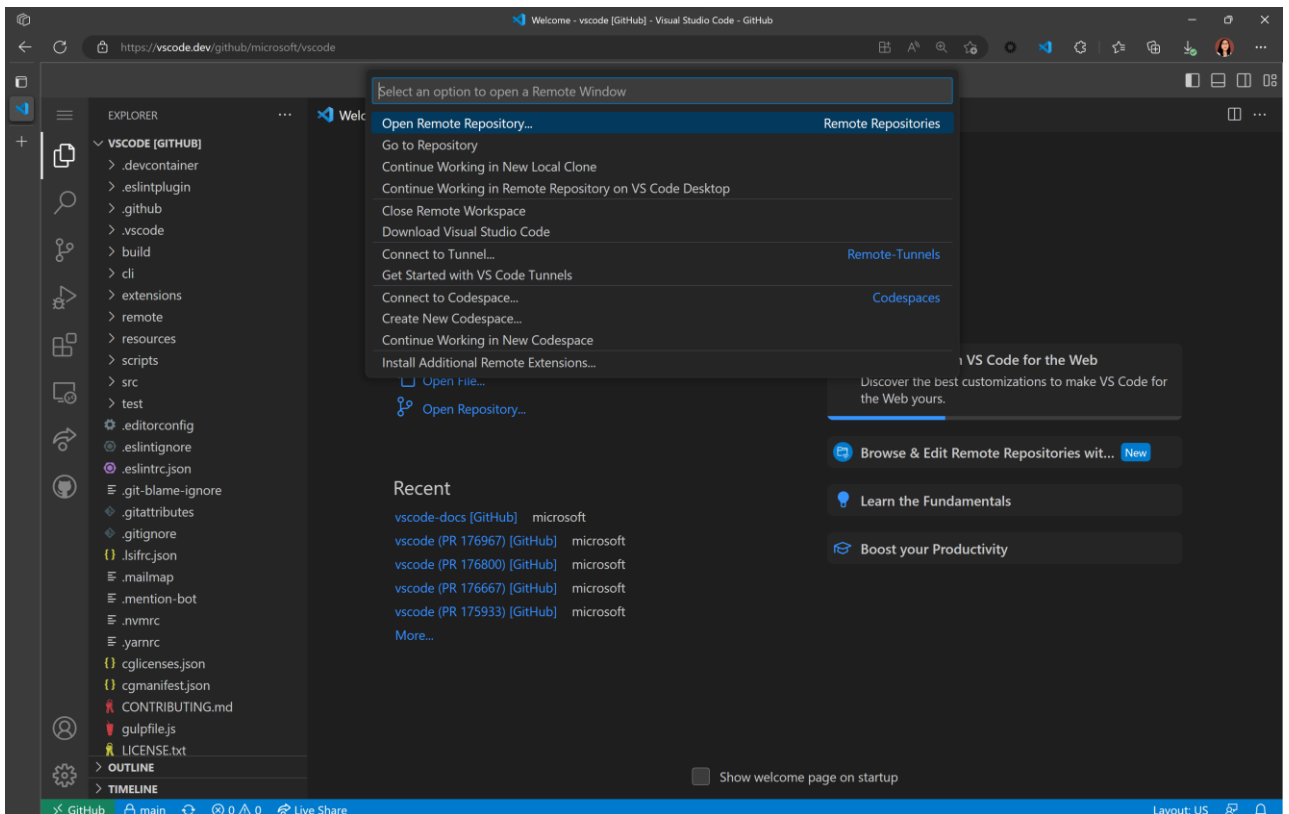 Welcome - vscode [GitHub] - Visual Studio Code - GitHub
https://vscode.dev/github/microsoft/vscode
Select an option to open a Remote Window
Open Remote Repository... Remote Repositories
Go to Repository
Continue Working in New Local Clone
Continue Working in Remote Repository on VS Code Desktop
Close Remote Workspace
Download Visual Studio Code
Connect to Tunnel... Remote-Tunnels
Get Started with VS Code Tunnels
Connect to Codespace... Codespaces
Create New Codespace...
Continue Working in New Codespace
Install Additional Remote Extensions...
EXPLORER
VSCODE [GITHUB]
.devcontainer
.eslintplugin
.github
.vscode
build
cli
extensions
remote
resources
scripts
src
test
.editorconfig
.eslintignore
.eslintrc.json
.git-blame-ignore
.gitattributes
.gitignore
.lsifrc.json
.mailmap
.mention-bot
.nvmrc
.yarnrc
cglicenses.json
cgmanifest.json
CONTRIBUTING.md
gulpfile.js
LICENSE.txt
OUTLINE
TIMELINE
Welc
Open File...
Open Repository...
Recent
vscode-docs [GitHub] microsoft
vscode (PR 176967) [GitHub] microsoft
vscode (PR 176800) [GitHub] microsoft
vscode (PR 176667) [GitHub] microsoft
vscode (PR 175933) [GitHub] microsoft
More...
VS Code for the Web
Discover the best customizations to make VS Code for
the Web yours.
Browse & Edit Remote Repositories wit... New
Learn the Fundamentals
Boost your Productivity
Show welcome page on startup
GitHub main 0 0 Live Share Layout: US